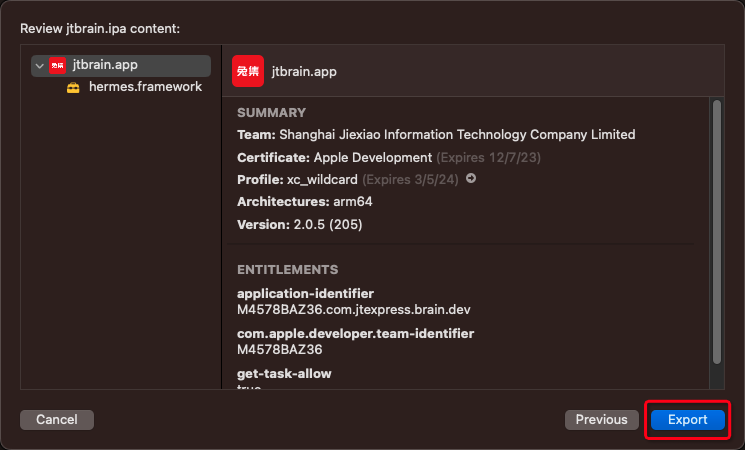 Review jtbrain.ipa content:
jtbrain.app
hermes.framework
兔集
jtbrain.app
SUMMARY
Team: Shanghai Jiexiao Information Technology Company Limited
Certificate: Apple Development (Expires 12/7/23)
Profile: xc_wildcard (Expires 3/5/24)
Architectures: arm64
Version: 2.0.5 (205)
ENTITLEMENTS
application-identifier
M4578BAZ36.com.jtexpress.brain.dev
com.apple.developer.team-identifier
M4578BAZ36
get-task-allow
true
Cancel
Previous
Export